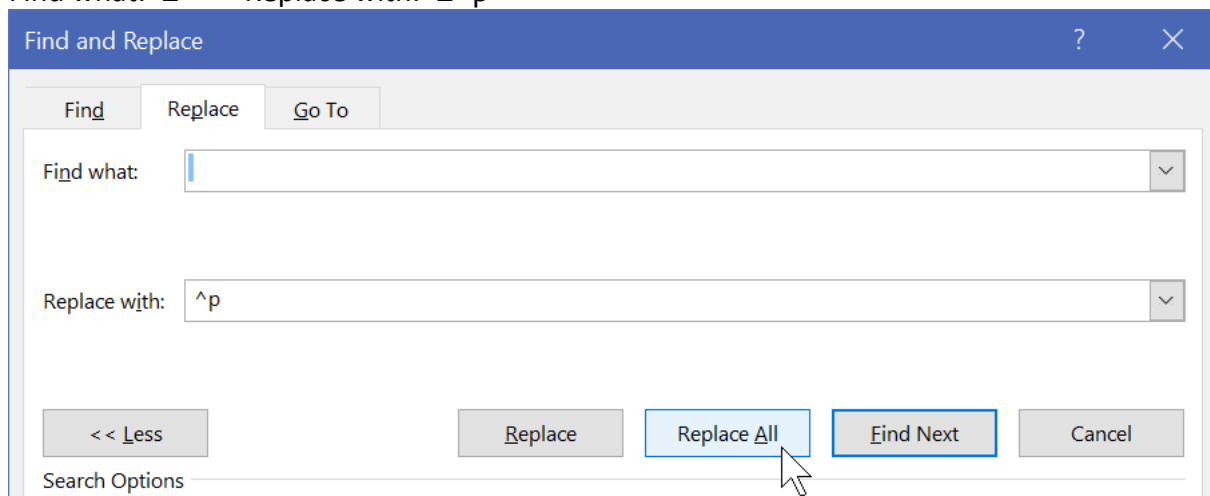 Find and Replace ? ×
Find Replace Go To
Find what:
Replace with: ^p
<< Less Replace Replace All Find Next Cancel
Search Options